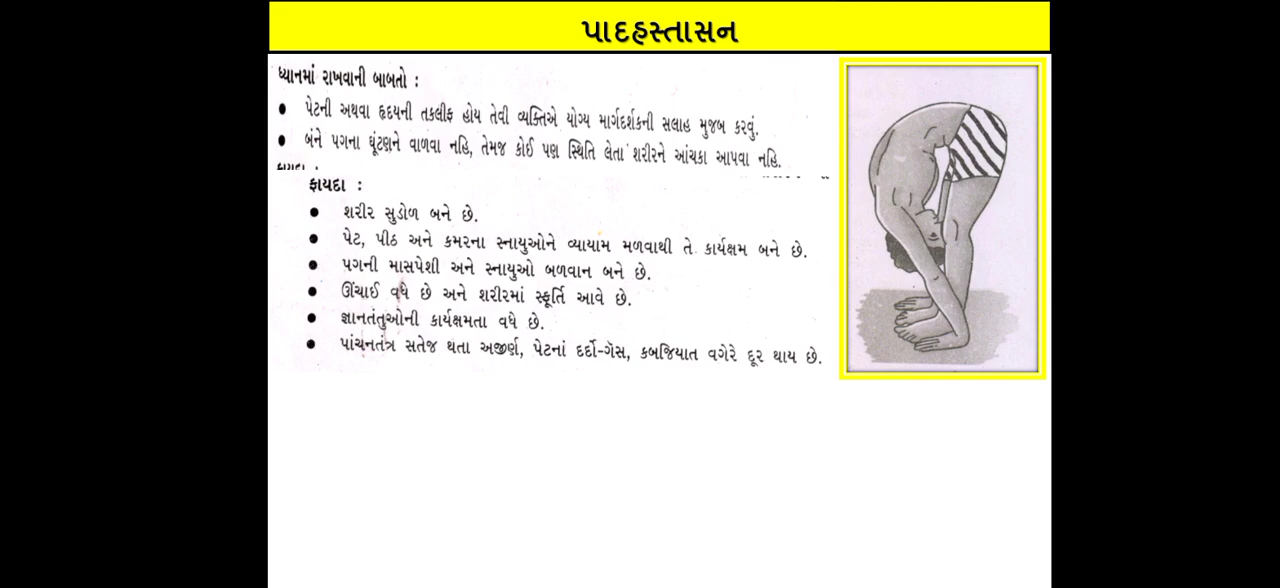 પાદહસ્તાસન
ધ્યાનમાં રાખવાની બાબતો :
● પેટની અથવા હૃદયની તકલીફ હોય તેવી વ્યક્તિએ યોગ્ય માર્ગદર્શકની સલાહ મુજબ કરવું.
● બંને પગના ઘૂંટણને વાળવા નહિ, તેમજ કોઈ પણ સ્થિતિ લેતા શરીરને આંચકા આપવા નહિ.
ફાયદા :
● શરીર સુડોળ બને છે.
● પેટ, પીઠ અને કમરના સ્નાયુઓને વ્યાયામ મળવાથી તે કાર્યક્ષમ બને છે.
● પગની માસપેશી અને સ્નાયુઓ બળવાન બને છે.
● ઊંચાઈ વધે છે અને શરીરમાં સ્ફૂર્તિ આવે છે.
● જ્ઞાનતંતુઓની કાર્યક્ષમતા વધે છે.
● પાંચનતંત્ર સતેજ થતા અજીર્ણ, પેટનાં દર્દો-ગૅસ, કબજિયાત વગેરે દૂર થાય છે.